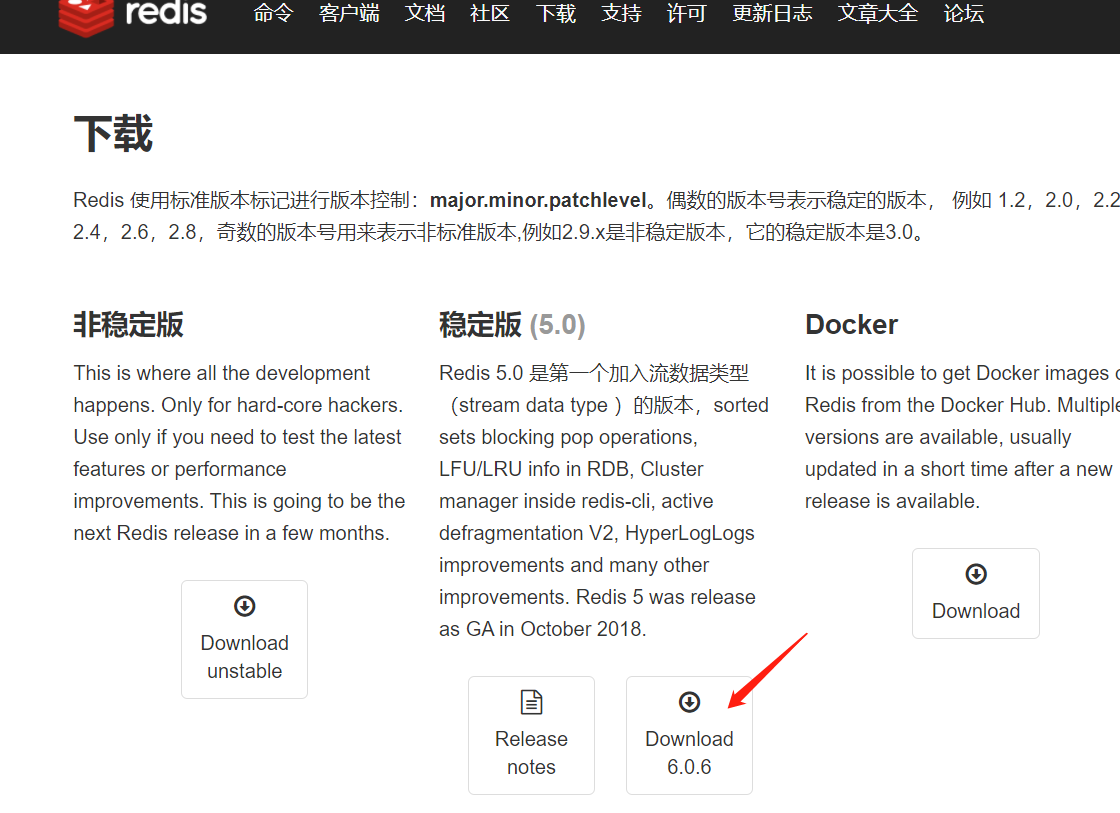 redis 命令 客户端 文档 社区 下载 支持 许可 更新日志 文章大全 论坛
下载
Redis 使用标准版本标记进行版本控制：major.minor.patchlevel。偶数的版本号表示稳定的版本， 例如 1.2，2.0，2.2
2.4，2.6，2.8，奇数的版本号用来表示非标准版本,例如2.9.x是非稳定版本，它的稳定版本是3.0。
非稳定版
This is where all the development
happens. Only for hard-core hackers.
Use only if you need to test the latest
features or performance
improvements. This is going to be the
next Redis release in a few months.
Download
unstable
稳定版 (5.0)
Redis 5.0 是第一个加入流数据类型
（stream data type ）的版本，sorted
sets blocking pop operations,
LFU/LRU info in RDB, Cluster
manager inside redis-cli, active
defragmentation V2, HyperLogLogs
improvements and many other
improvements. Redis 5 was release
as GA in October 2018.
Release
notes
Download
6.0.6
Docker
It is possible to get Docker images
Redis from the Docker Hub. Multiple
versions are available, usually
updated in a short time after a new
release is available.
Download